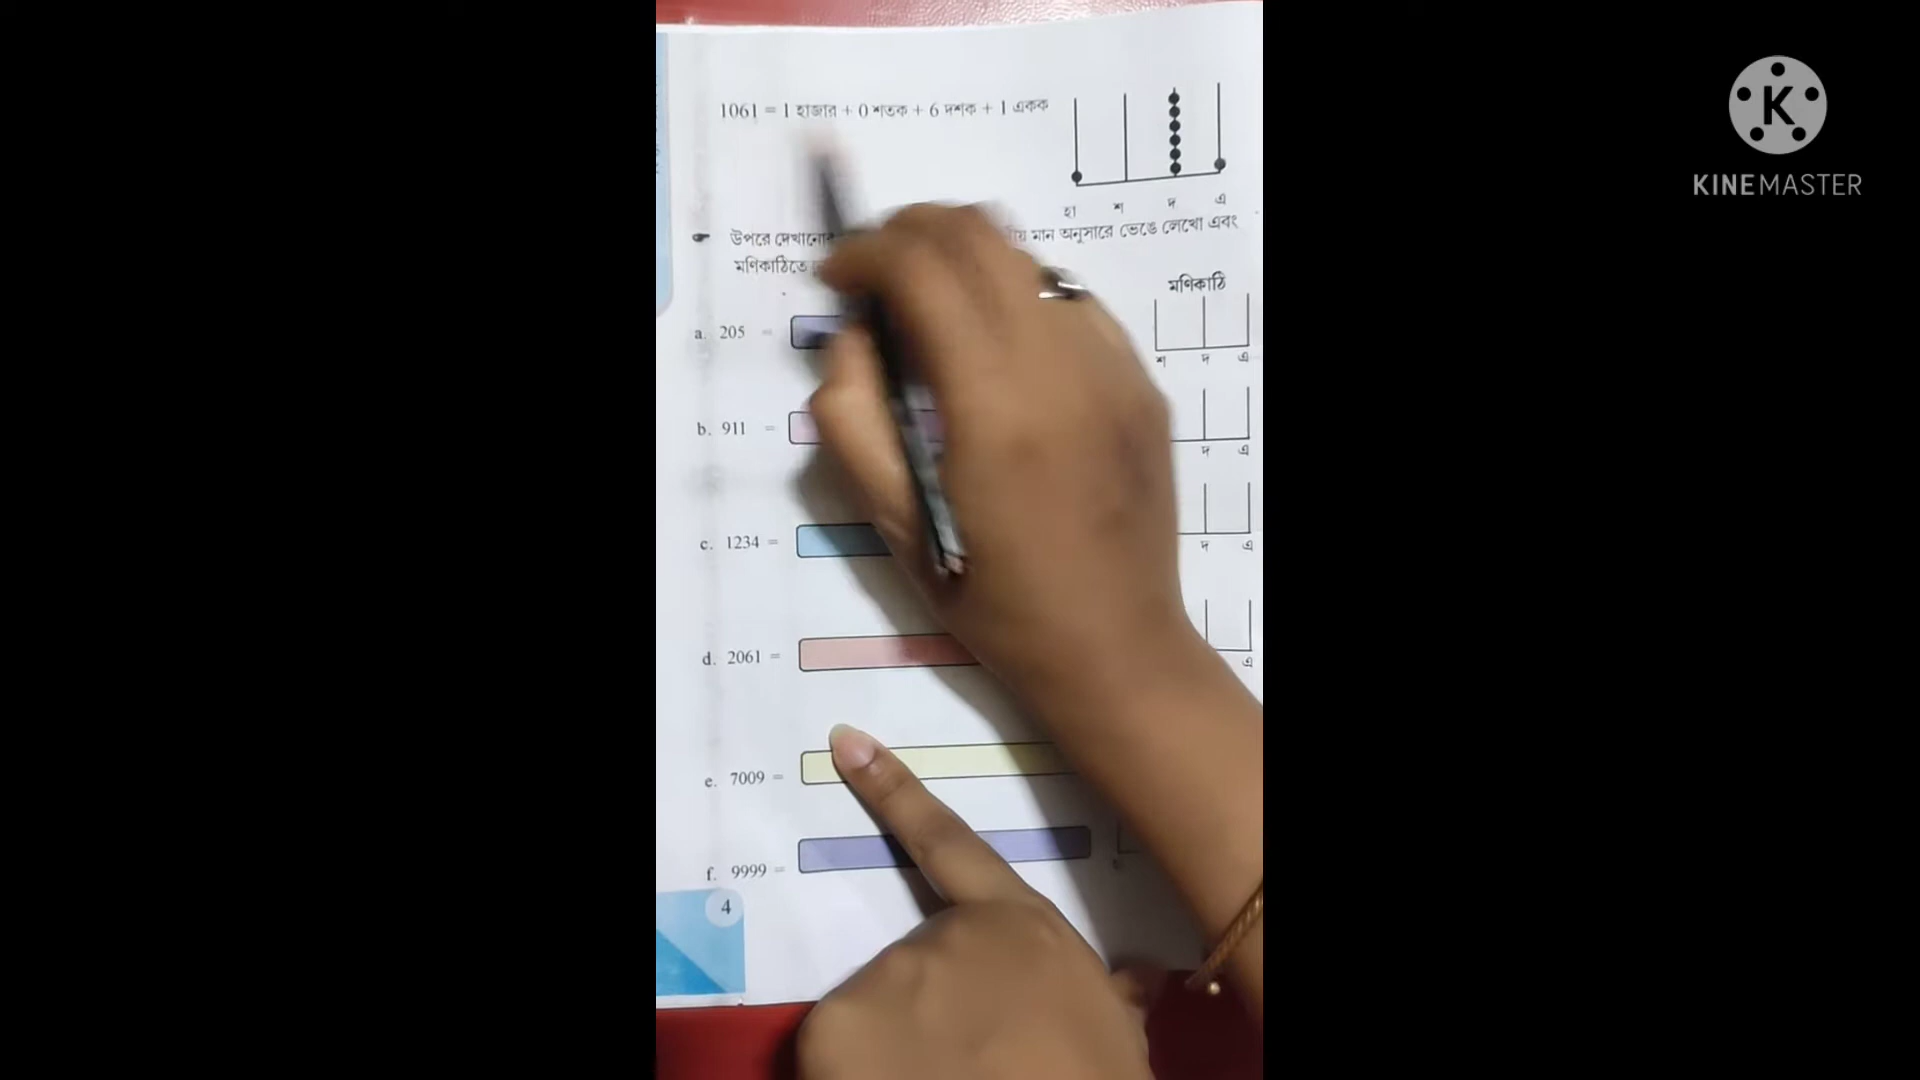 1061 = 1 হাজার + 0 শতক + 6 দশক + 1 একক
হা শ দ এ
উপরে দেখানোর মান অনুসারে ভেঙে লেখো এবং
মণিকাঠিতে
মণিকাঠি
a. 205 =
শ দ এ
b. 911 =
দ এ
c. 1234 =
দ এ
d. 2061 =
এ
e. 7009 =
f. 9999 =
4
K
KINEMASTER